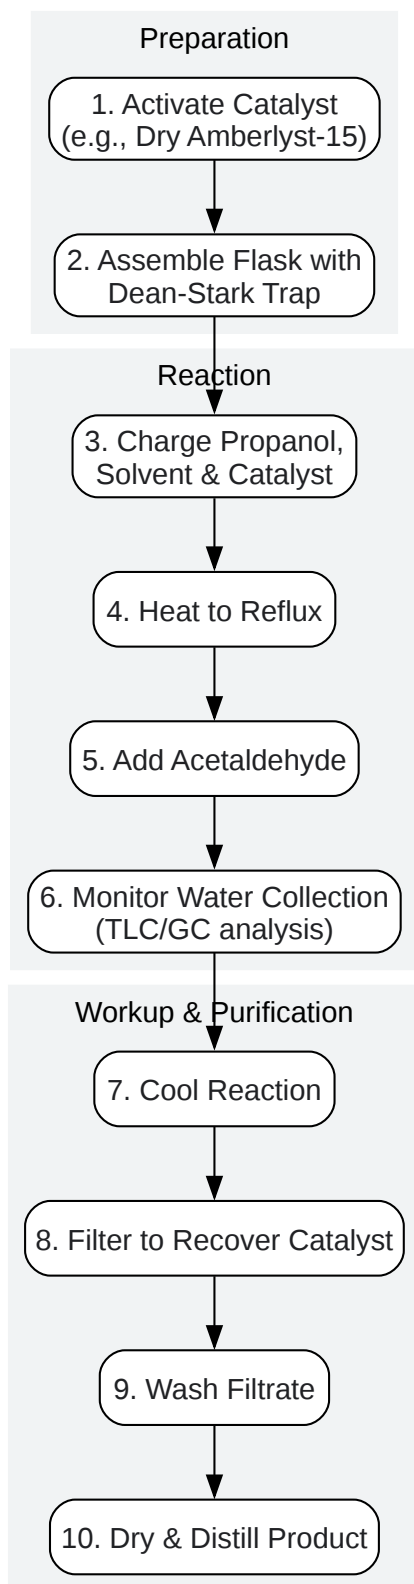 Preparation
1. Activate Catalyst
(e.g., Dry Amberlyst-15)
2. Assemble Flask with
Dean-Stark Trap
Reaction
3. Charge Propanol,
Solvent & Catalyst
4. Heat to Reflux
5. Add Acetaldehyde
6. Monitor Water Collection
(TLC/GC analysis)
Workup & Purification
7. Cool Reaction
8. Filter to Recover Catalyst
9. Wash Filtrate
10. Dry & Distill Product